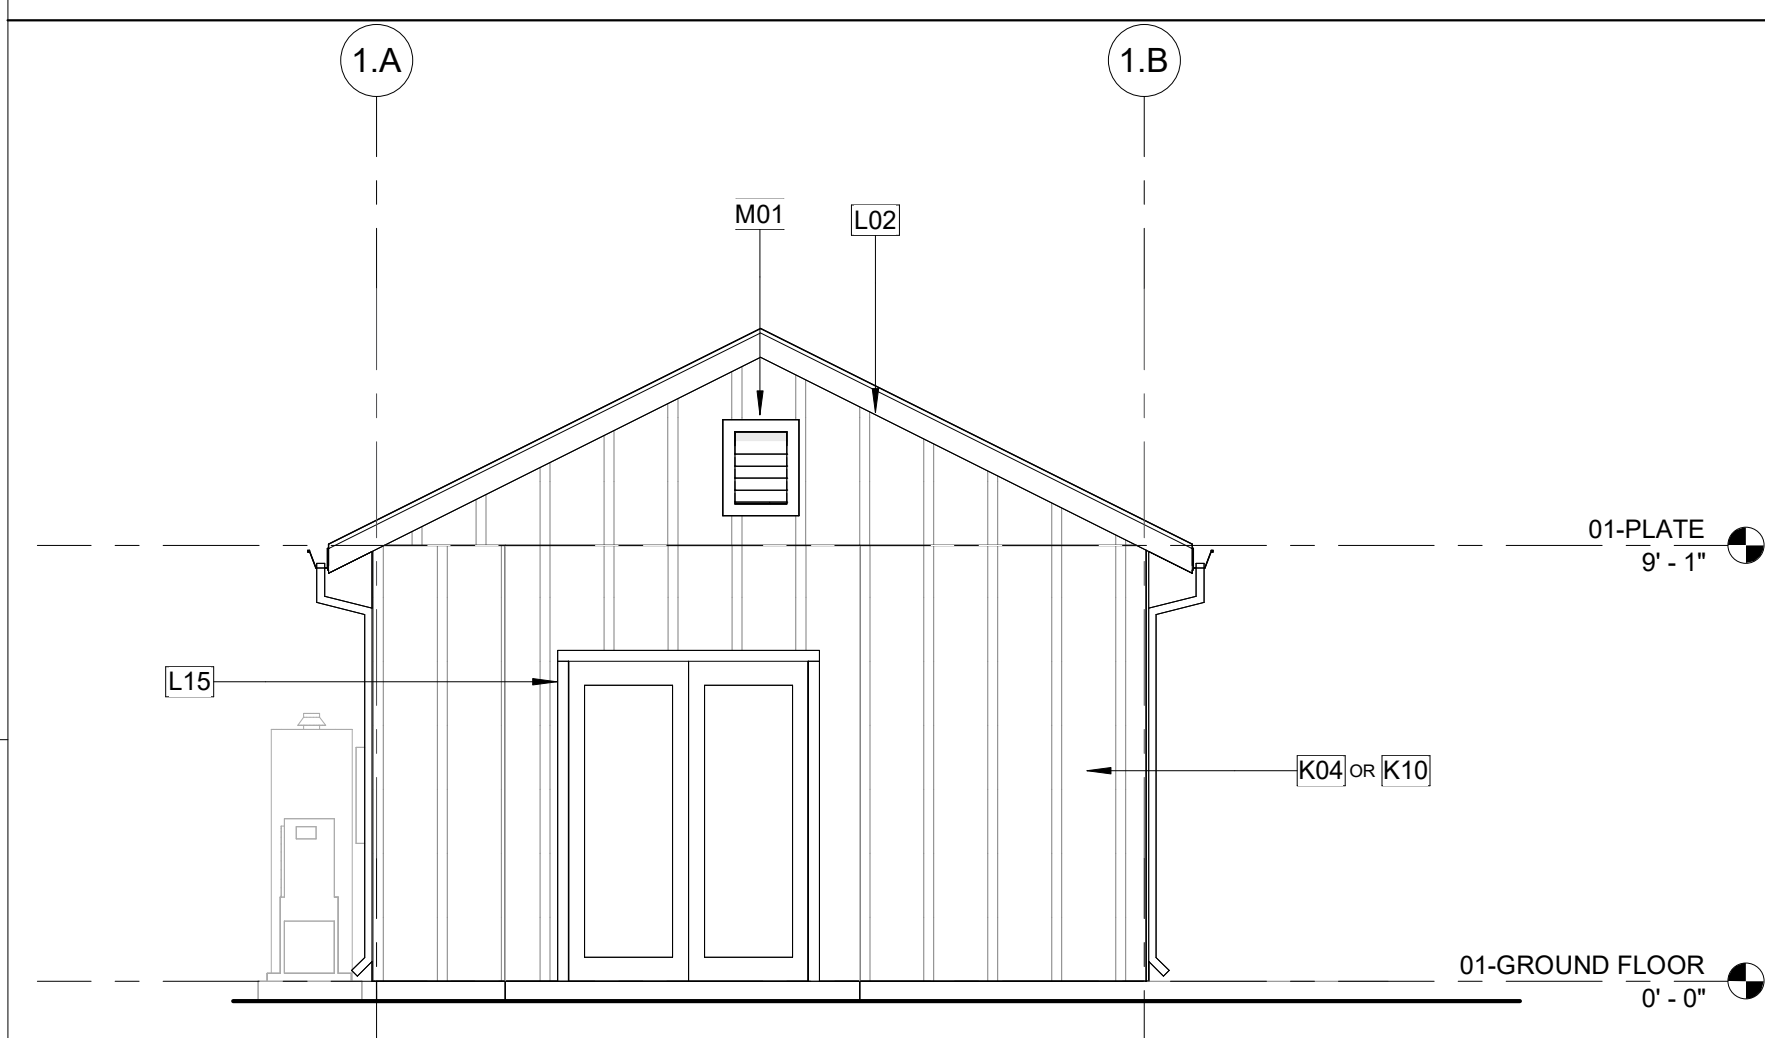 1.A
1.B
M01
L02
01-PLATE
9' - 1"
L15
K04 OR K10
01-GROUND FLOOR
0' - 0"